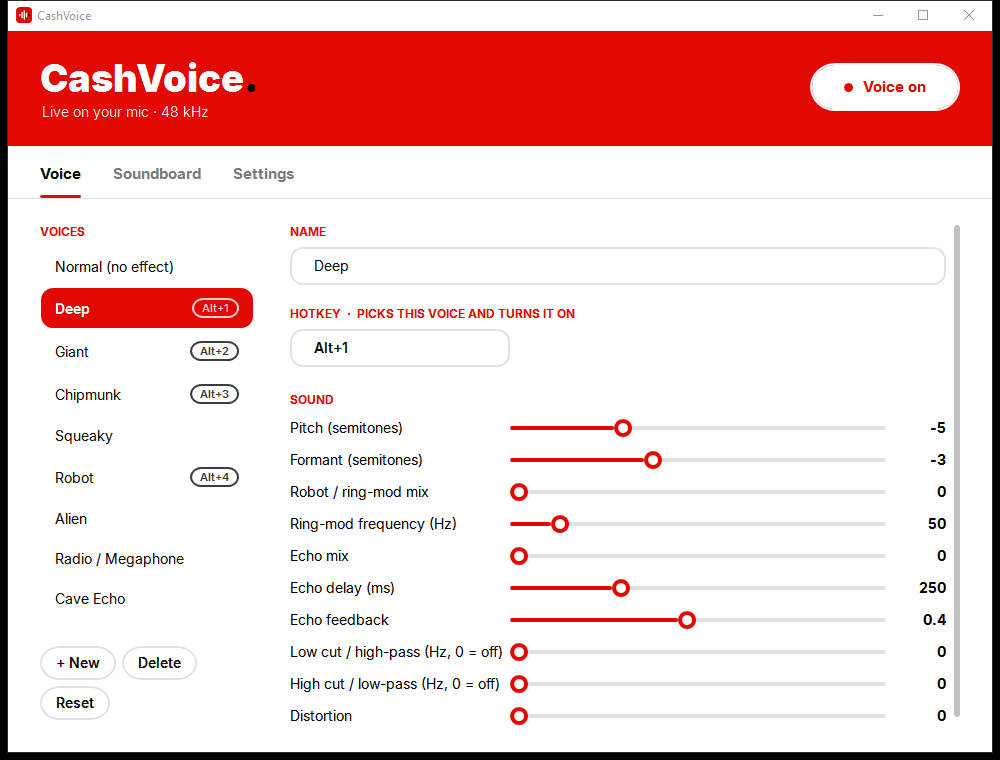 CashVoice
CashVoice.
Live on your mic · 48 kHz
Voice on
Voice
Soundboard
Settings
VOICES
Normal (no effect)
Deep Alt+1
Giant Alt+2
Chipmunk Alt+3
Squeaky
Robot Alt+4
Alien
Radio / Megaphone
Cave Echo
+ New
Delete
Reset
NAME
Deep
HOTKEY · PICKS THIS VOICE AND TURNS IT ON
Alt+1
SOUND
Pitch (semitones) -5
Formant (semitones) -3
Robot / ring-mod mix 0
Ring-mod frequency (Hz) 50
Echo mix 0
Echo delay (ms) 250
Echo feedback 0.4
Low cut / high-pass (Hz, 0 = off) 0
High cut / low-pass (Hz, 0 = off) 0
Distortion 0